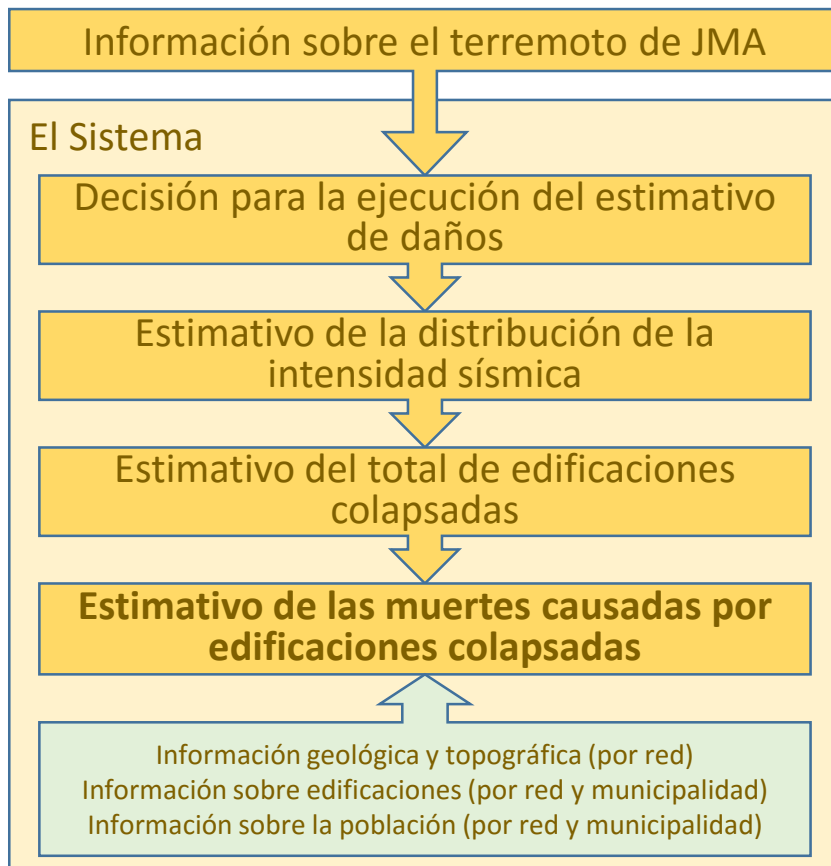 Información sobre el terremoto de JMA
El Sistema
Decisión para la ejecución del estimativo
de daños
Estimativo de la distribución de la
intensidad sísmica
Estimativo del total de edificaciones
colapsadas
Estimativo de las muertes causadas por
edificaciones colapsadas
Información geológica y topográfica (por red)
Información sobre edificaciones (por red y municipalidad)
Información sobre la población (por red y municipalidad)